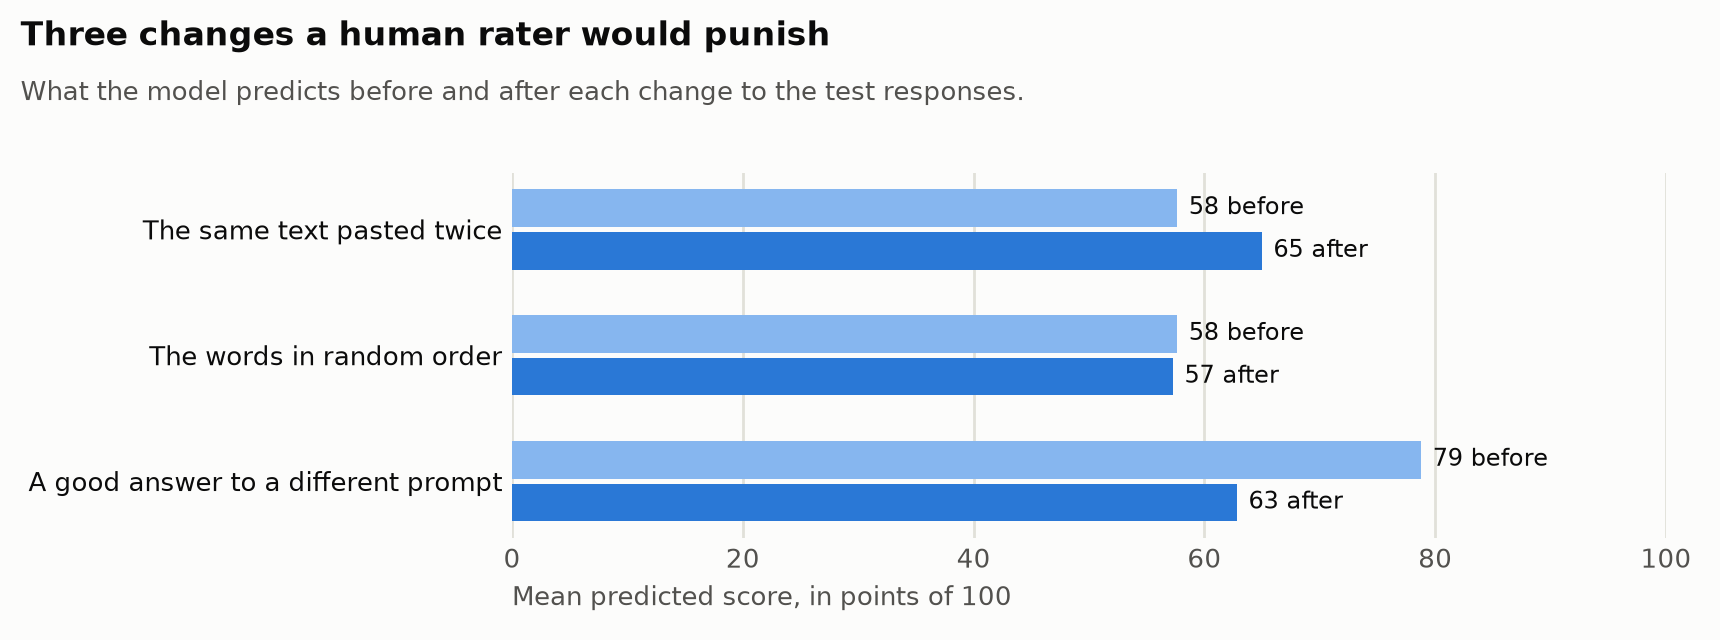 Three changes a human rater would punish
What the model predicts before and after each change to the test responses.
The same text pasted twice
58 before
65 after
The words in random order
58 before
57 after
A good answer to a different prompt
79 before
63 after
0 20 40 60 80 100
Mean predicted score, in points of 100